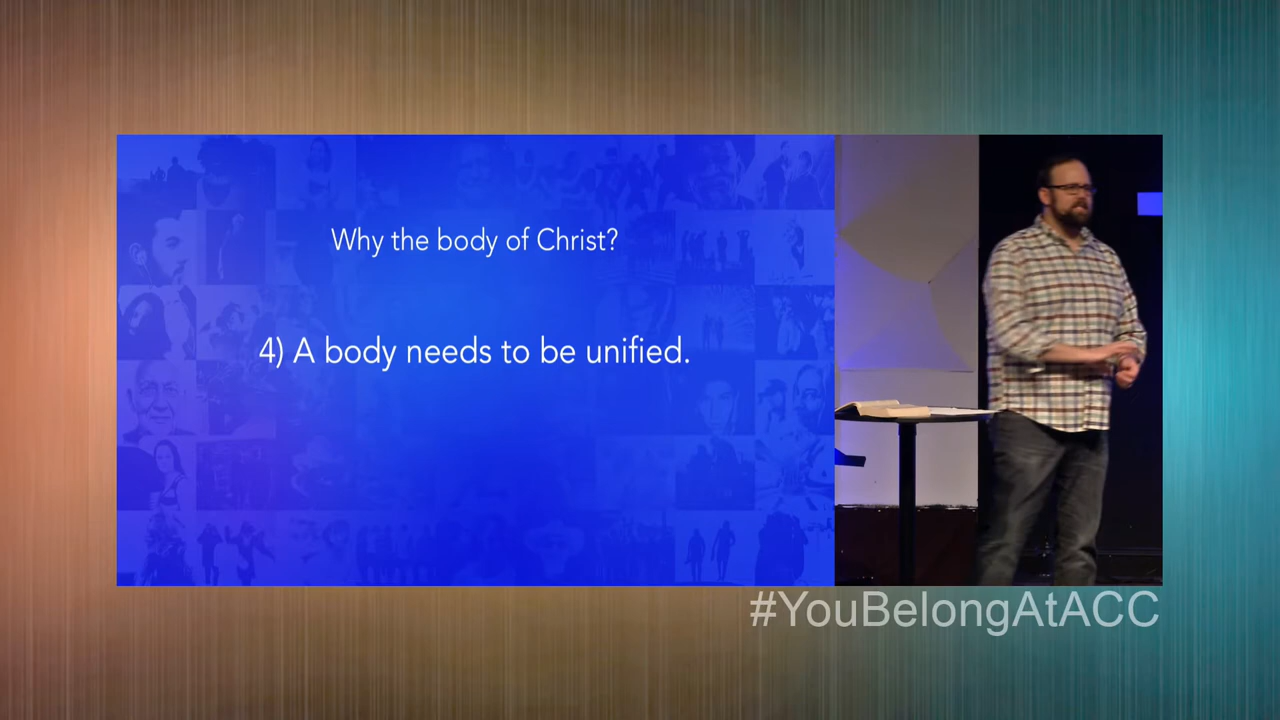 Why the body of Christ?
4) A body needs to be unified.
#YouBelongAtACC